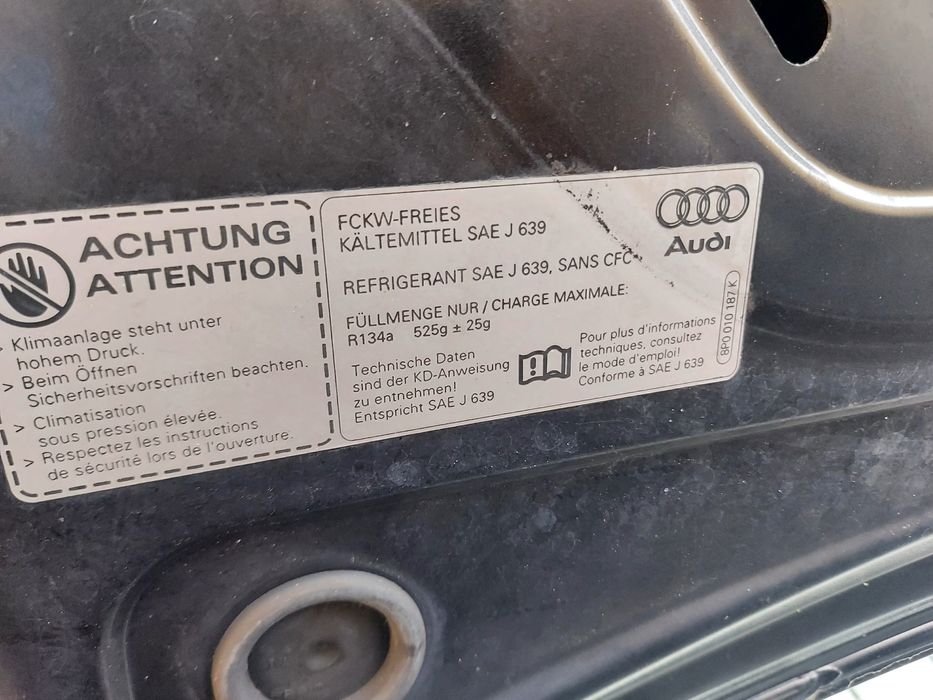 ACHTUNG
ATTENTION
> Klimaanlage steht unter
hohem Druck.
> Beim Öffnen
Sicherheitsvorschriften beachten.
> Climatisation
sous pression élevée.
> Respectez les instructions
de sécurité lors de l'ouverture.
FCKW-FREIES
KÄLTEMITTEL SAE J 639
REFRIGERANT SAE J 639, SANS CFC
FÜLLMENGE NUR / CHARGE MAXIMALE:
R134a 525g ± 25g
Technische Daten
sind der KD-Anweisung
zu entnehmen!
Entspricht SAE J 639
Pour plus d'informations
techniques, consultez
le mode d'emploi!
Conforme à SAE J 639
Audi
8P0 010 187 K